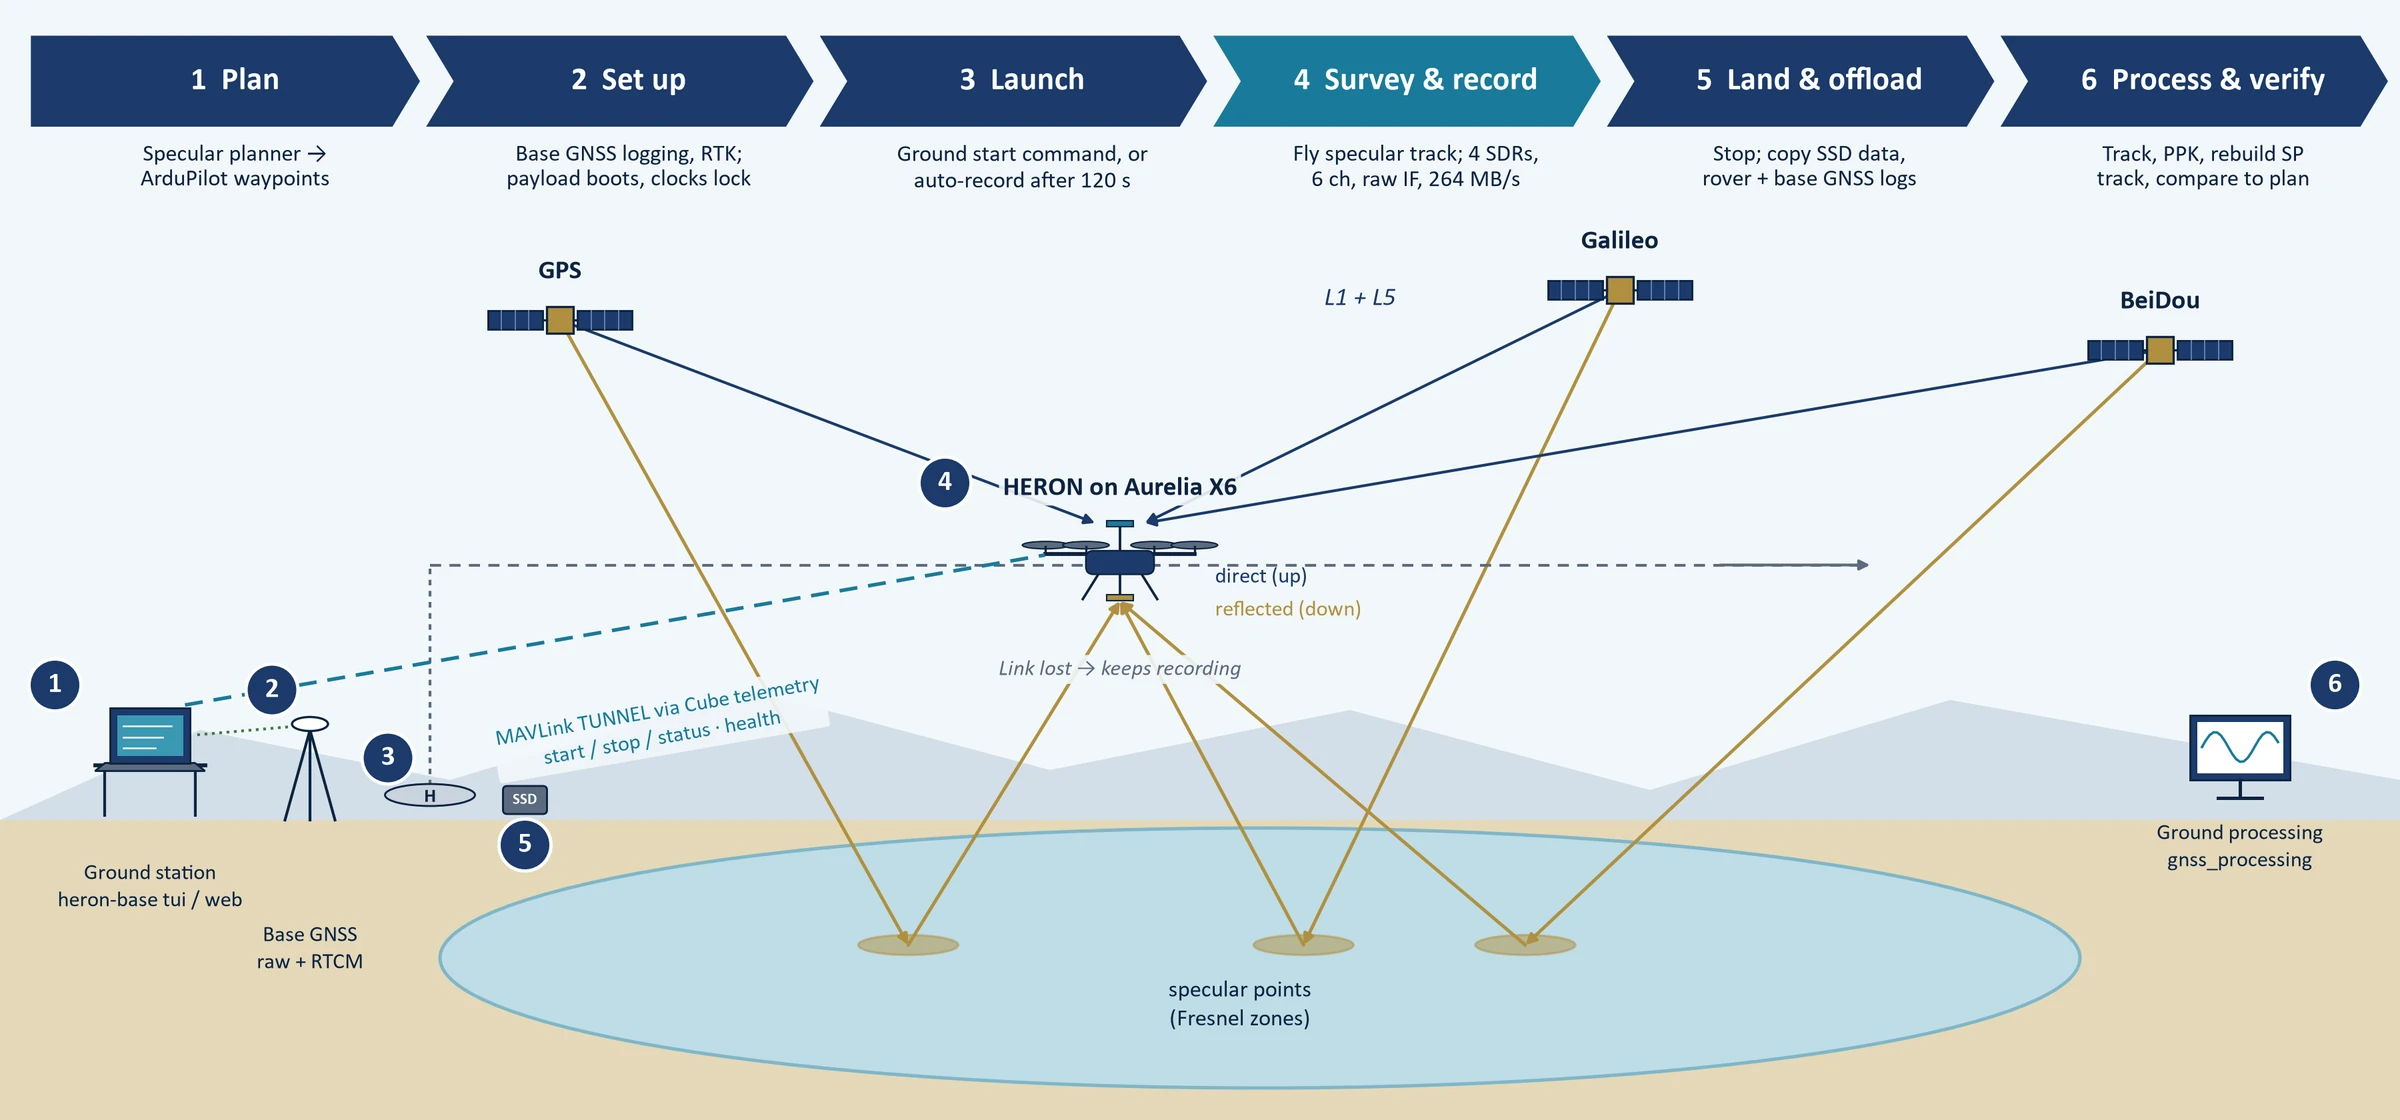 1 Plan
2 Set up
3 Launch
4 Survey & record
5 Land & offload
6 Process & verify
Specular planner →
ArduPilot waypoints
Base GNSS logging, RTK;
payload boots, clocks lock
Ground start command, or
auto-record after 120 s
Fly specular track; 4 SDRs,
6 ch, raw IF, 264 MB/s
Stop; copy SSD data,
rover + base GNSS logs
Track, PPK, rebuild SP
track, compare to plan
GPS
Galileo
L1 + L5
BeiDou
4
HERON on Aurelia X6
direct (up)
reflected (down)
Link lost → keeps recording
1
2
3
6
MAVLink TUNNEL via Cube telemetry
start / stop / status · health
H
SSD
5
Ground station
heron-base tui / web
Base GNSS
raw + RTCM
Ground processing
gnss_processing
specular points
(Fresnel zones)